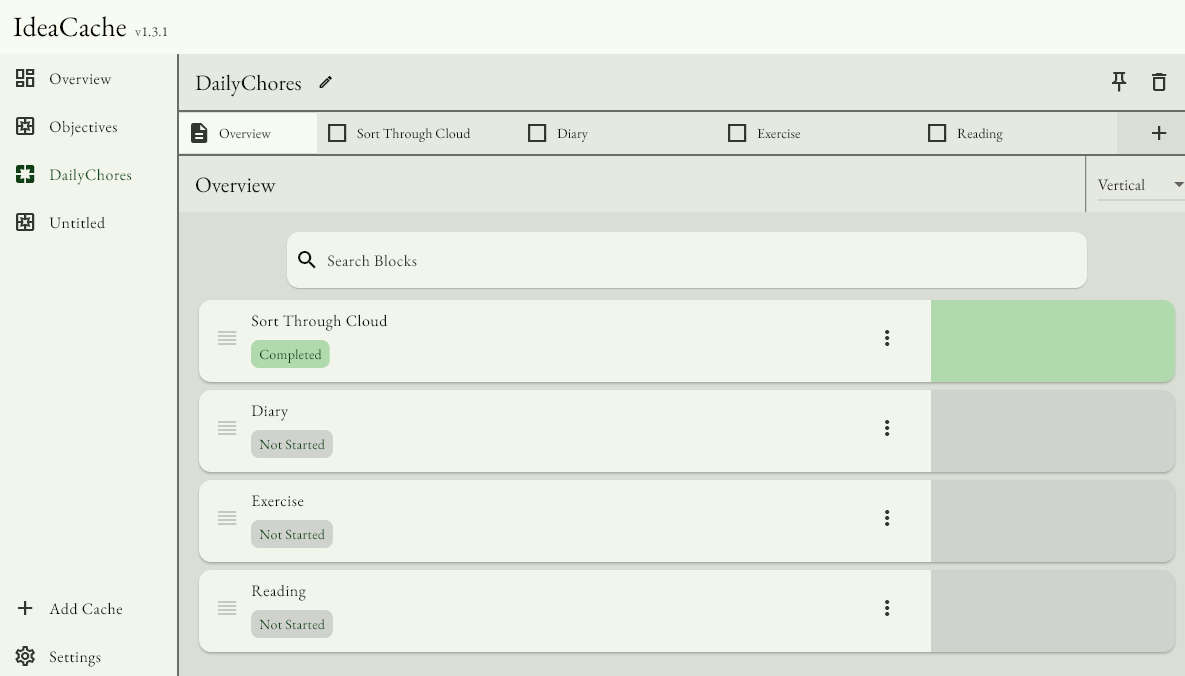 IdeaCache v1.3.1
Overview
Objectives
DailyChores
Untitled
Add Cache
Settings
DailyChores
Overview Sort Through Cloud Diary Exercise Reading
Overview Vertical
Search Blocks
Sort Through Cloud
Completed
Diary
Not Started
Exercise
Not Started
Reading
Not Started